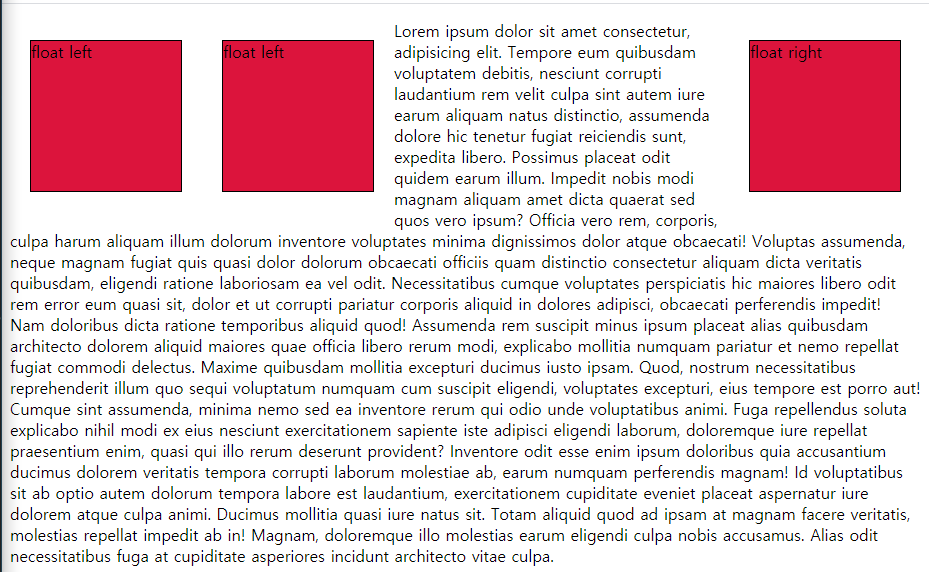 float left
float left
float right
Lorem ipsum dolor sit amet consectetur,
adipisicing elit. Tempore eum quibusdam
voluptatem debitis, nesciunt corrupti
laudantium rem velit culpa sint autem iure
earum aliquam natus distinctio, assumenda
dolore hic tenetur fugiat reiciendis sunt,
expedita libero. Possimus placeat odit
quidem earum illum. Impedit nobis modi
magnam aliquam amet dicta quaerat sed
quos vero ipsum? Officia vero rem, corporis,
culpa harum aliquam illum dolorum inventore voluptates minima dignissimos dolor atque obcaecati! Voluptas assumenda,
neque magnam fugiat quis quasi dolor dolorum obcaecati officiis quam distinctio consectetur aliquam dicta veritatis
quibusdam, eligendi ratione laboriosam ea vel odit. Necessitatibus cumque voluptates perspiciatis hic maiores libero odit
rem error eum quasi sit, dolor et ut corrupti pariatur corporis aliquid in dolores adipisci, obcaecati perferendis impedit!
Nam doloribus dicta ratione temporibus aliquid quod! Assumenda rem suscipit minus ipsum placeat alias quibusdam
architecto dolorem aliquid maiores quae officia libero rerum modi, explicabo mollitia numquam pariatur et nemo repellat
fugiat commodi delectus. Maxime quibusdam mollitia excepturi ducimus iusto ipsam. Quod, nostrum necessitatibus
reprehenderit illum quo sequi voluptatum numquam cum suscipit eligendi, voluptates excepturi, eius tempore est porro aut!
Cumque sint assumenda, minima nemo sed ea inventore rerum qui odio unde voluptatibus animi. Fuga repellendus soluta
explicabo nihil modi ex eius nesciunt exercitationem sapiente iste adipisci eligendi laborum, doloremque iure repellat
praesentium enim, quasi qui illo rerum deserunt provident? Inventore odit esse enim ipsum doloribus quia accusantium
ducimus dolorem veritatis tempora corrupti laborum molestiae ab, earum numquam perferendis magnam! Id voluptatibus
sit ab optio autem dolorum tempora labore est laudantium, exercitationem cupiditate eveniet placeat aspernatur iure
dolorem atque culpa animi. Ducimus mollitia quasi iure natus sit. Totam aliquid quod ad ipsam at magnam facere veritatis,
molestias repellat impedit ab in! Magnam, doloremque illo molestias earum eligendi culpa nobis accusamus. Alias odit
necessitatibus fuga at cupiditate asperiores incidunt architecto vitae culpa.